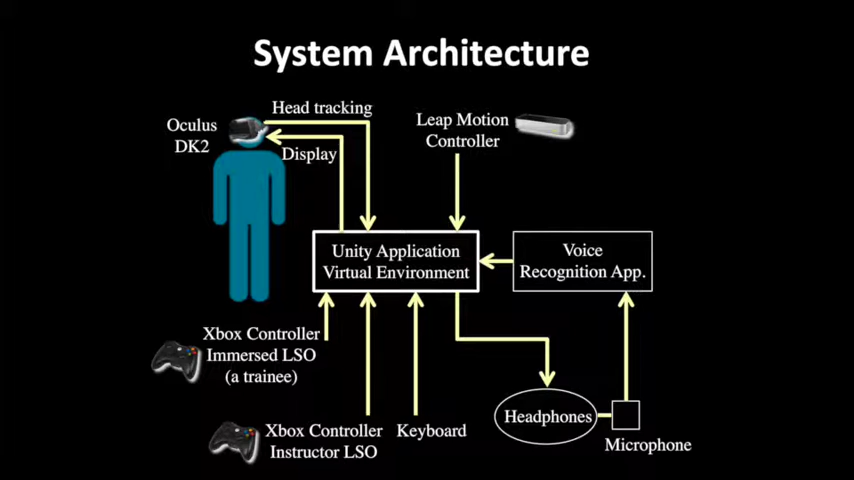 System Architecture
Head tracking
Oculus
DK2
Display
Leap Motion
Controller
Unity Application
Virtual Environment
Voice
Recognition App.
Xbox Controller
Immersed LSO
(a trainee)
Xbox Controller
Instructor LSO
Keyboard
Headphones
Microphone